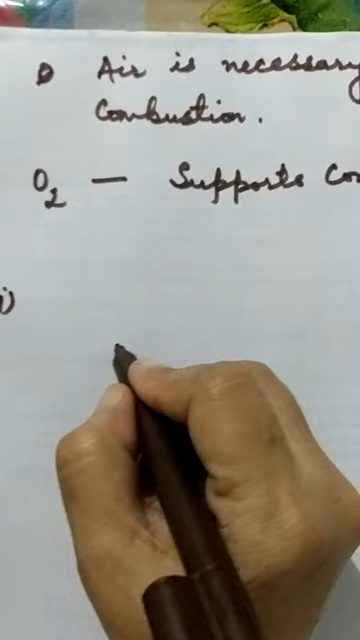 Air is necessary
Combustion.
O₂ — Supports
i)